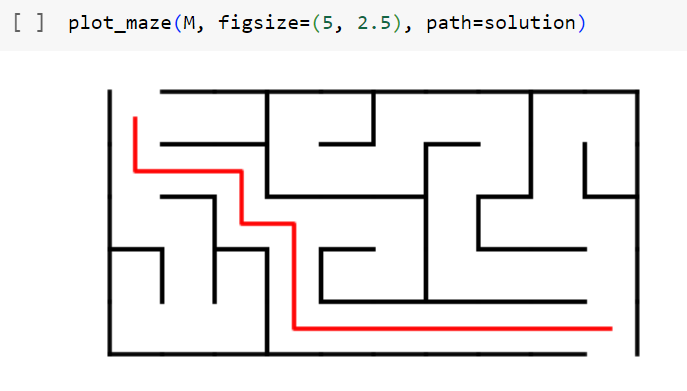 [ ] plot_maze(M, figsize=(5, 2.5), path=solution)